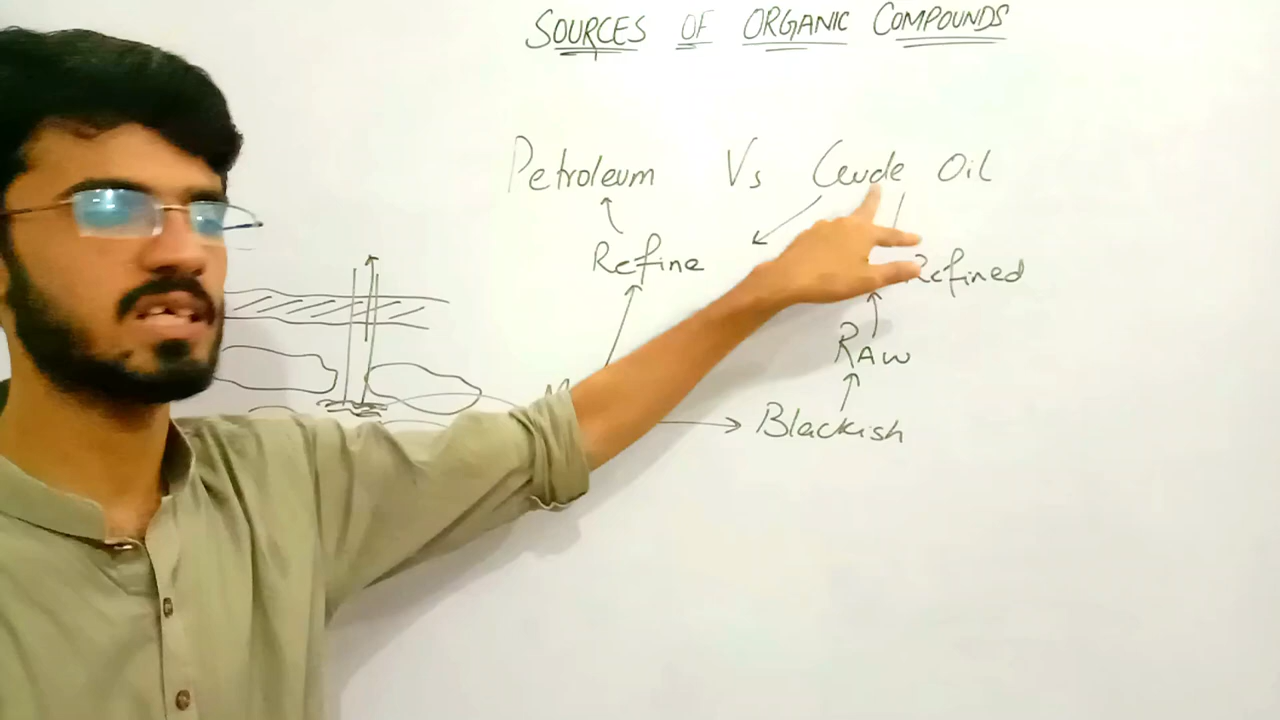 SOURCES OF ORGANIC COMPOUNDS
Petroleum Vs Crude Oil
Refine Refined
RAW
Blackish